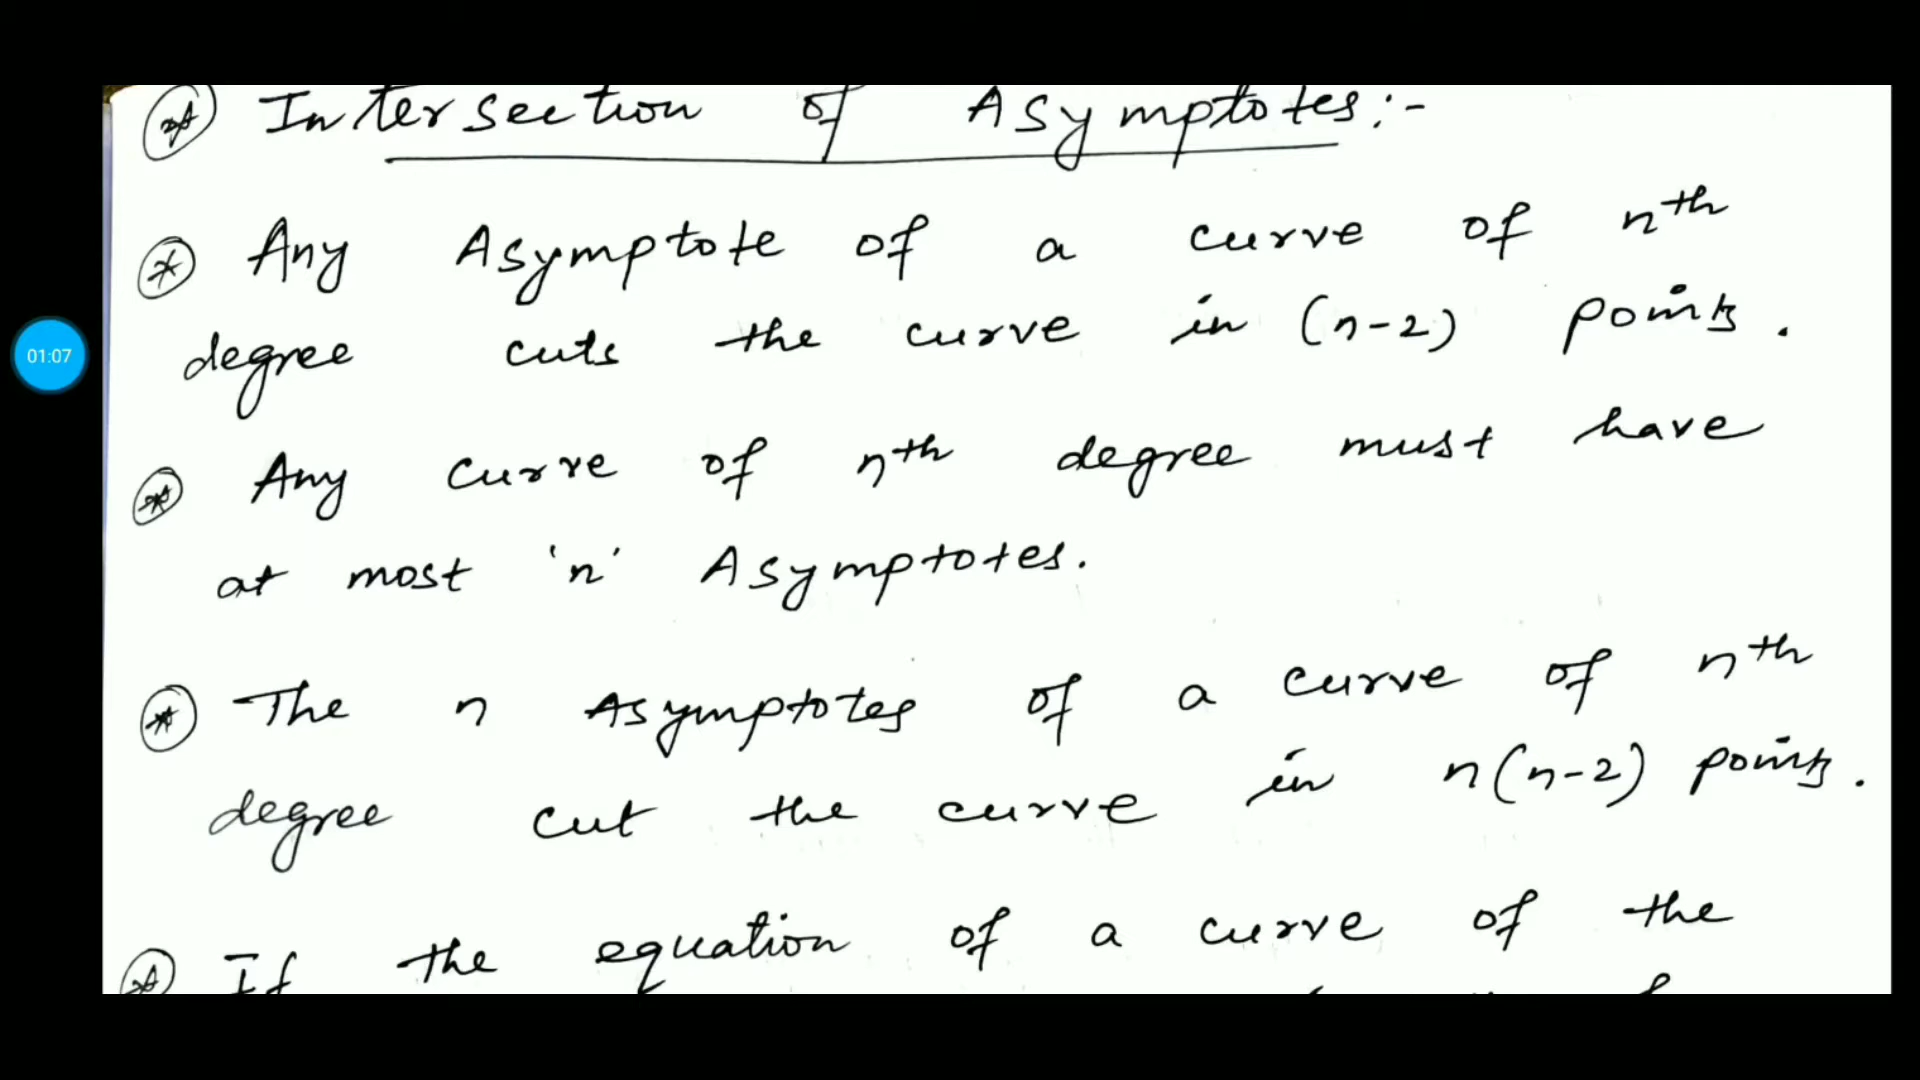 Intersection of Asymptotes:-
Any Asymptote of a curve of nth
01:07
degree cuts the curve in (n-2) points.
Any curve of nth degree must have
at most 'n' Asymptotes.
The n Asymptotes of a curve of nth
degree cut the curve in n(n-2) points.
If the equation of a curve of the